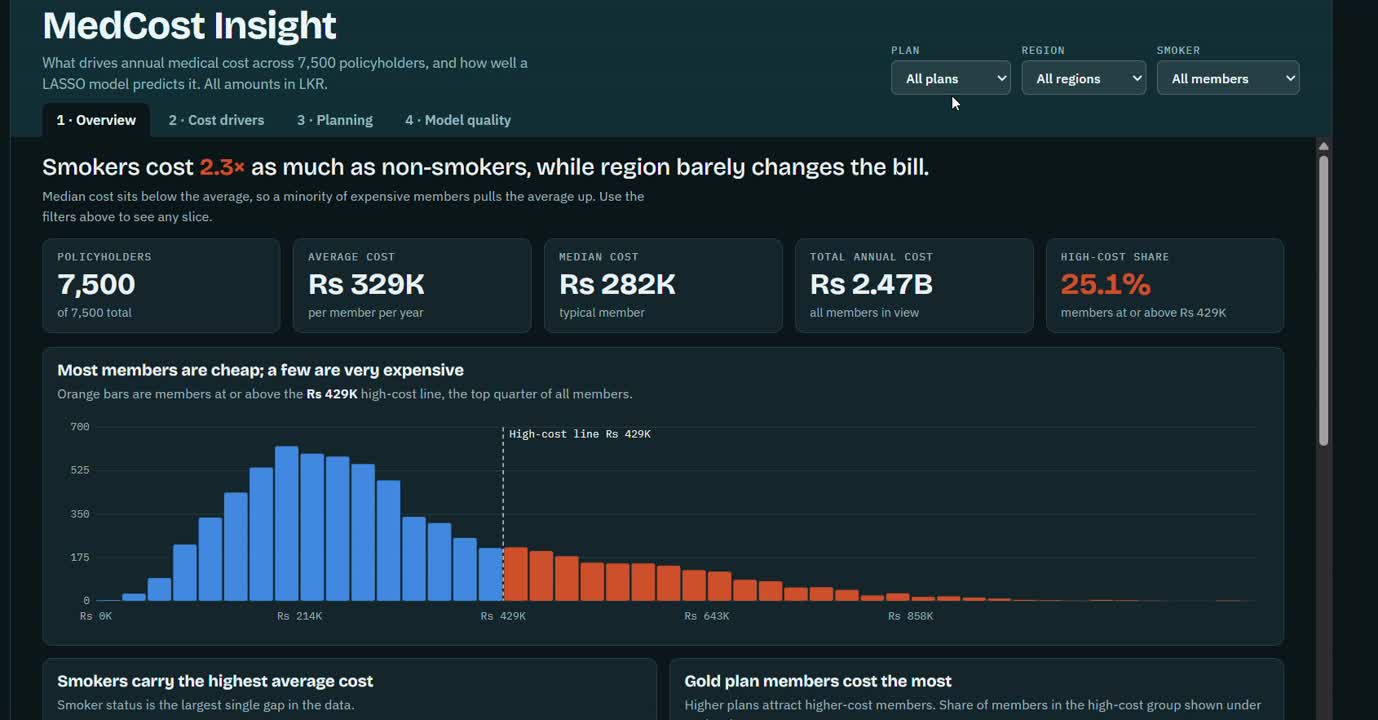 MedCost Insight
What drives annual medical cost across 7,500 policyholders, and how well a
LASSO model predicts it. All amounts in LKR.
PLAN
REGION
SMOKER
All plans
All regions
All members
1 · Overview
2 · Cost drivers
3 · Planning
4 · Model quality
Smokers cost 2.3× as much as non-smokers, while region barely changes the bill.
Median cost sits below the average, so a minority of expensive members pulls the average up. Use the
filters above to see any slice.
POLICYHOLDERS
7,500
of 7,500 total
AVERAGE COST
Rs 329K
per member per year
MEDIAN COST
Rs 282K
typical member
TOTAL ANNUAL COST
Rs 2.47B
all members in view
HIGH-COST SHARE
25.1%
members at or above Rs 429K
Most members are cheap; a few are very expensive
Orange bars are members at or above the Rs 429K high-cost line, the top quarter of all members.
700
High-cost line Rs 429K
525
350
175
0
Rs 0K
Rs 214K
Rs 429K
Rs 643K
Rs 858K
Smokers carry the highest average cost
Smoker status is the largest single gap in the data.
Gold plan members cost the most
Higher plans attract higher-cost members. Share of members in the high-cost group shown under